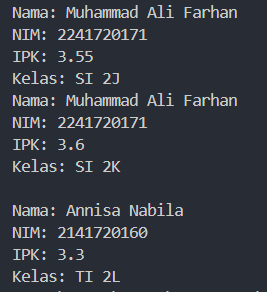 Nama: Muhammad Ali Farhan
NIM: 2241720171
IPK: 3.55
Kelas: SI 2J
Nama: Muhammad Ali Farhan
NIM: 2241720171
IPK: 3.6
Kelas: SI 2K

Nama: Annisa Nabila
NIM: 2141720160
IPK: 3.3
Kelas: TI 2L